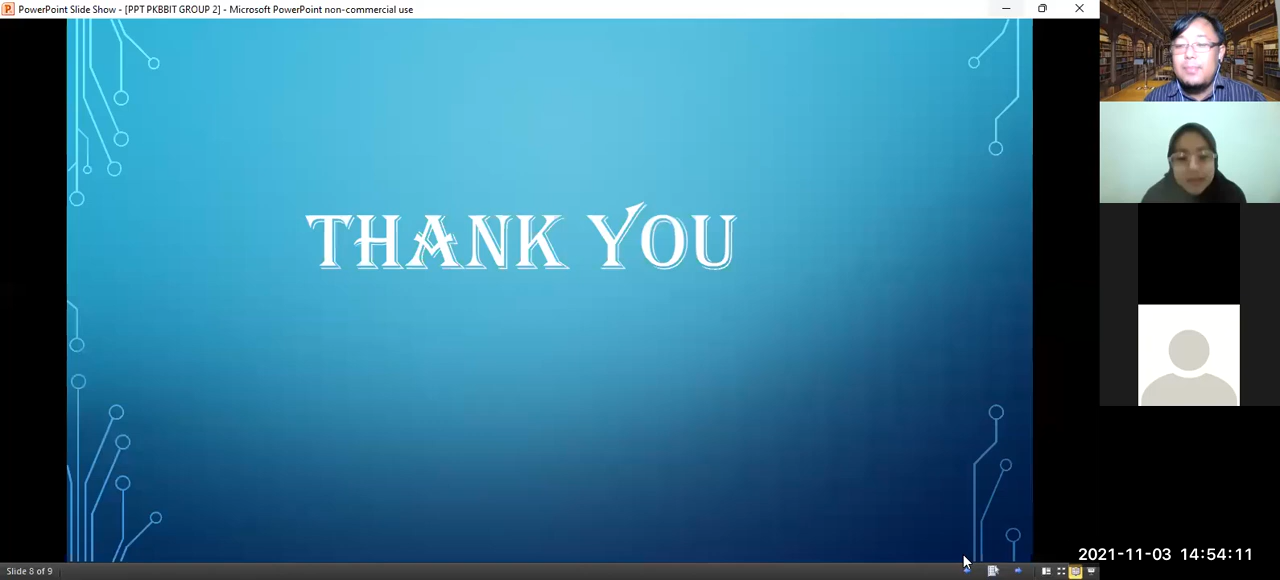 PowerPoint Slide Show - [PPT PKBBIT GROUP 2] - Microsoft PowerPoint non-commercial use
THANK YOU
2021-11-03 14:54:11
Slide 8 of 9